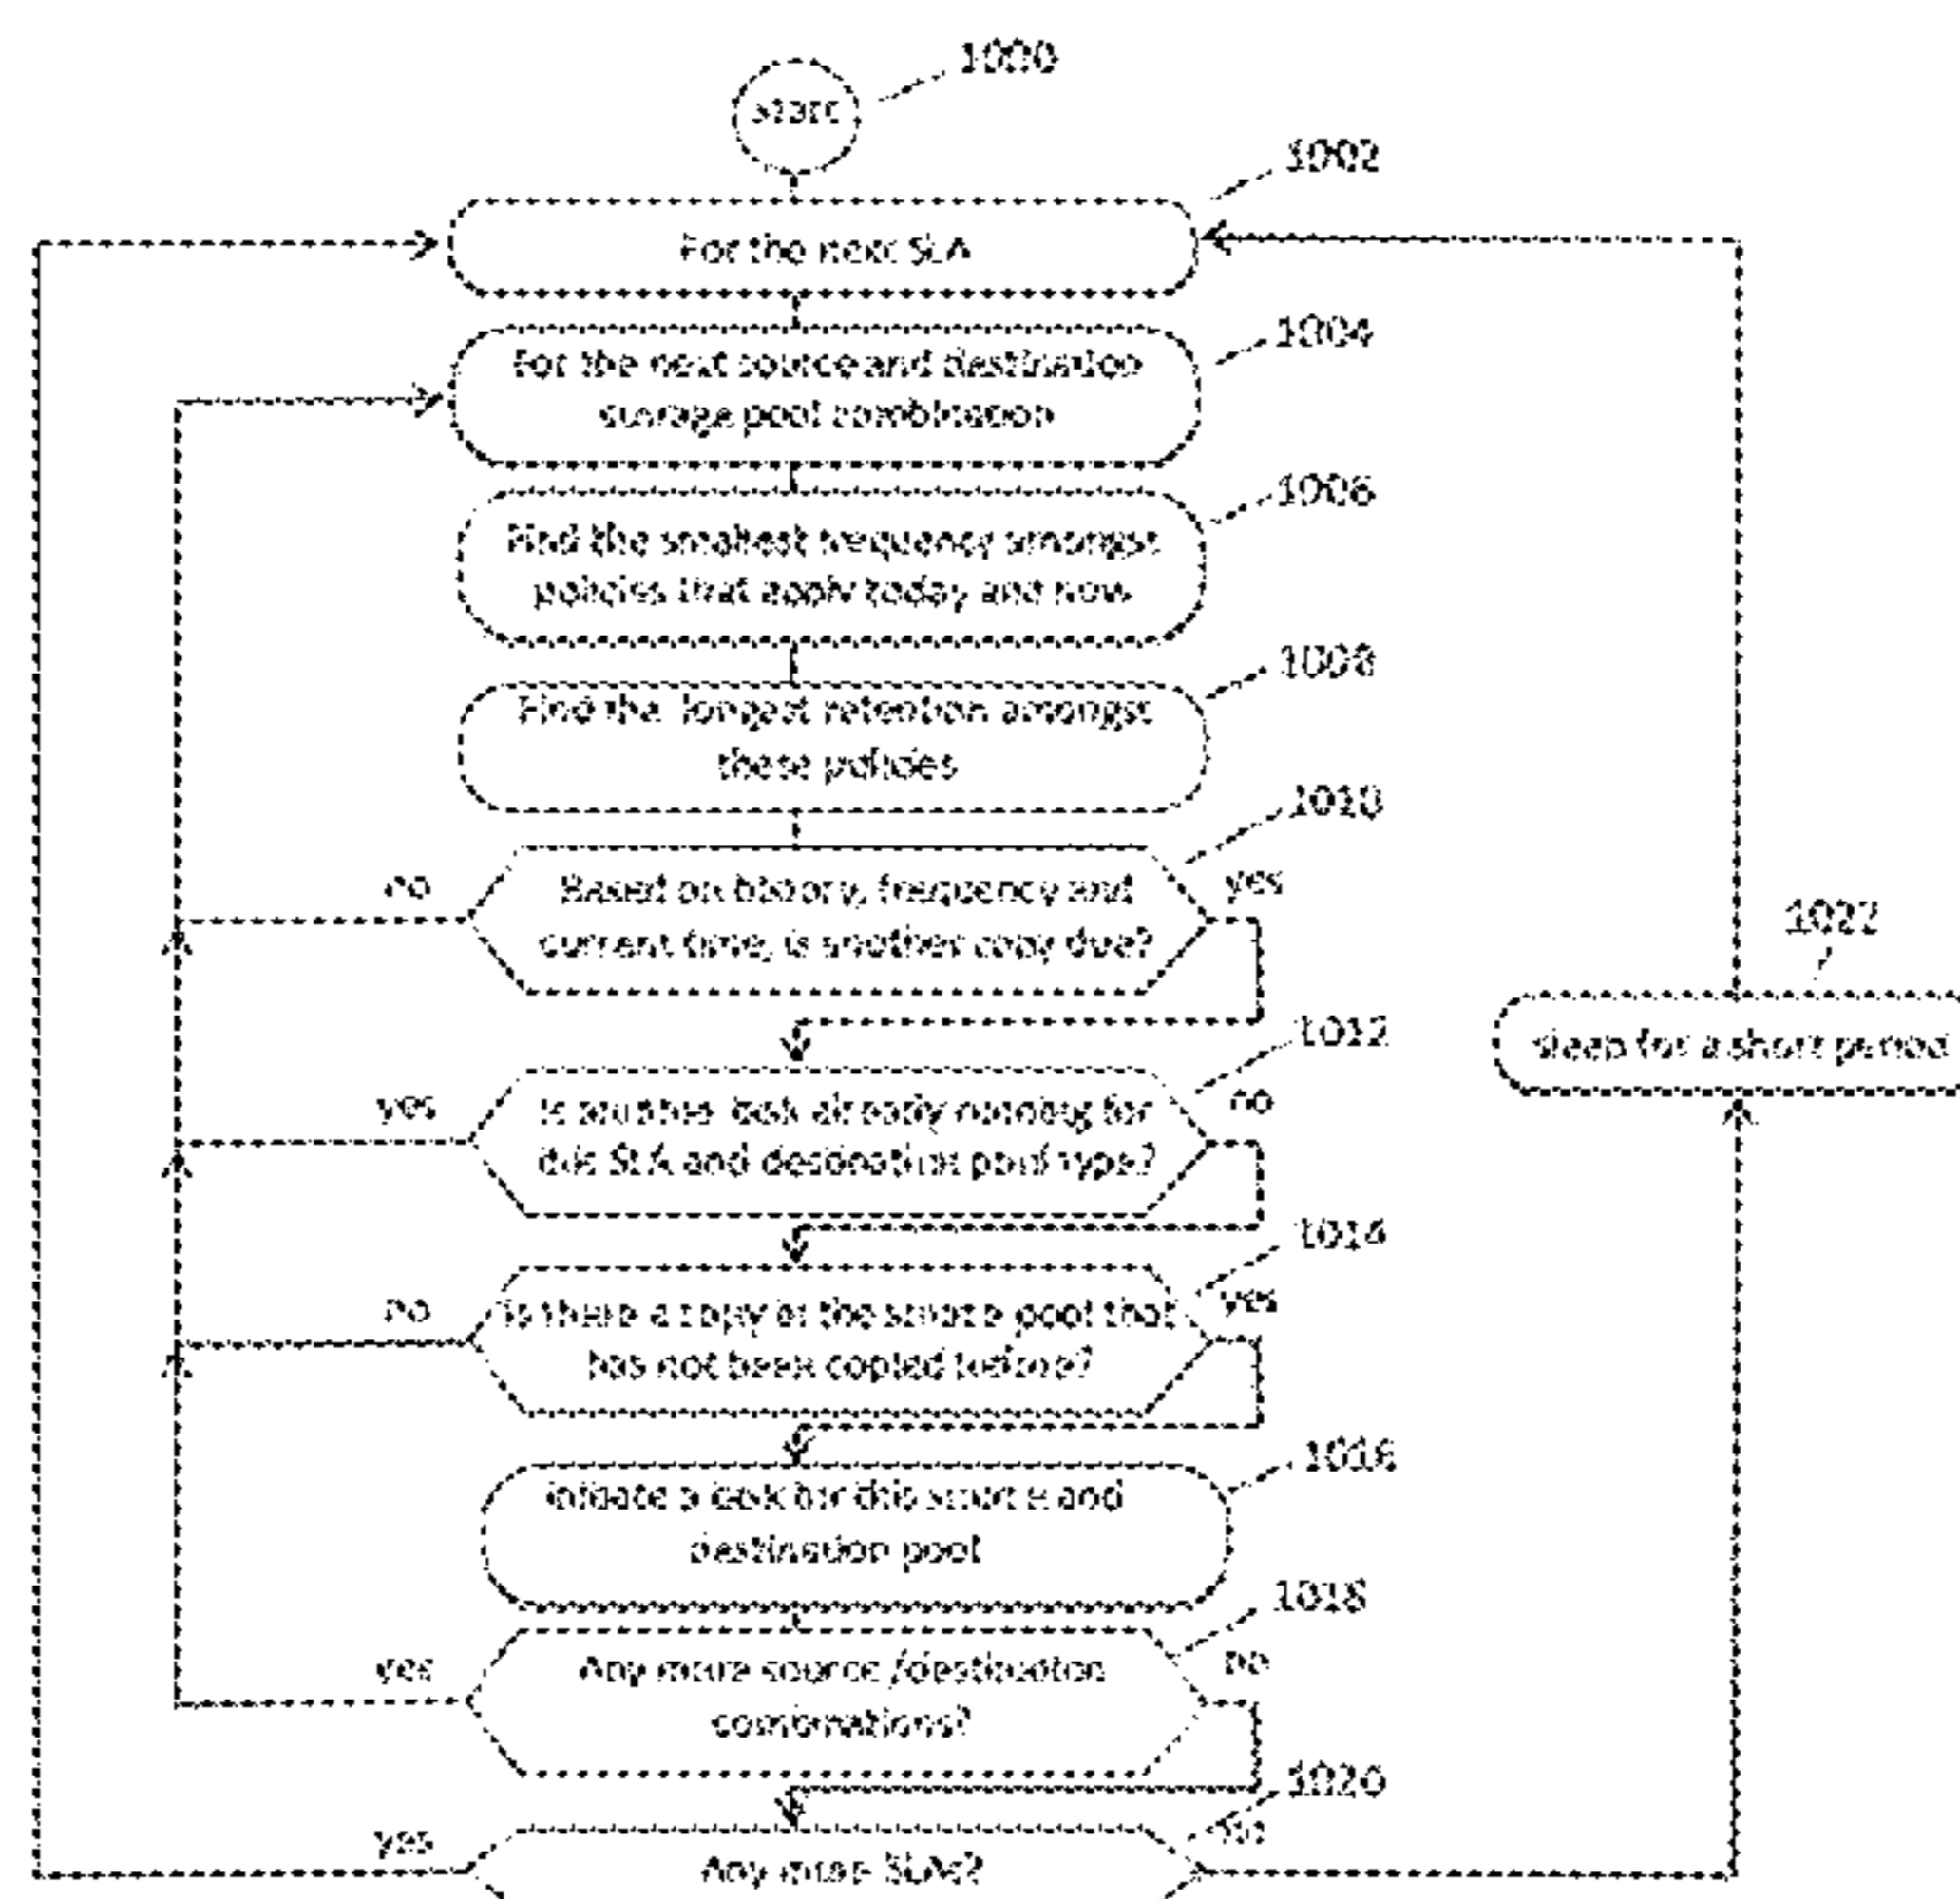 1000
start
1002
For the next SLA
1004
For the next source and destination
storage pool combination
1006
Find the smallest frequency amongst
policies that apply today and now
1008
Find the longest retention amongst
these policies
1010
no
Based on history, frequency and
current time, is another copy due?
yes
1022
sleep for a short period
1012
yes
Is another task already running for
this SLA and destination pool type?
no
1014
no
Is there a copy in the source pool that
has not been copied before?
yes
1016
Initiate a task for this source and
destination pool
1018
yes
Any more source/destination
combinations?
no
1020
yes
Any more SLAs?
no